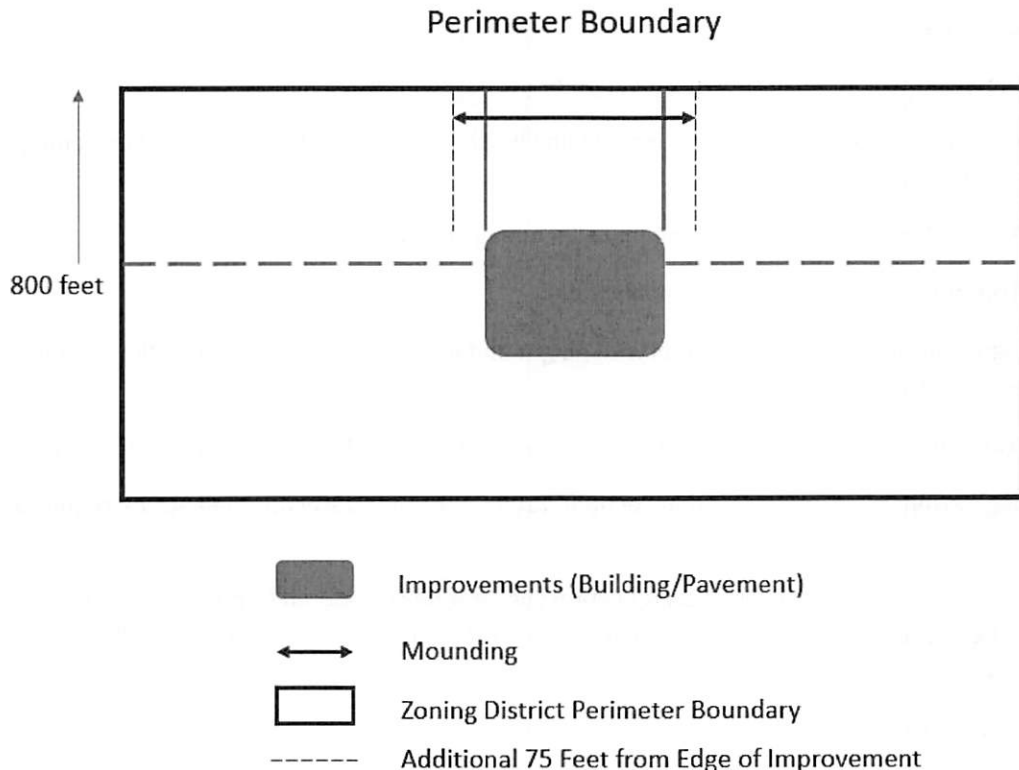 Perimeter Boundary
800 feet
Improvements (Building/Pavement)
Mounding
Zoning District Perimeter Boundary
Additional 75 Feet from Edge of Improvement